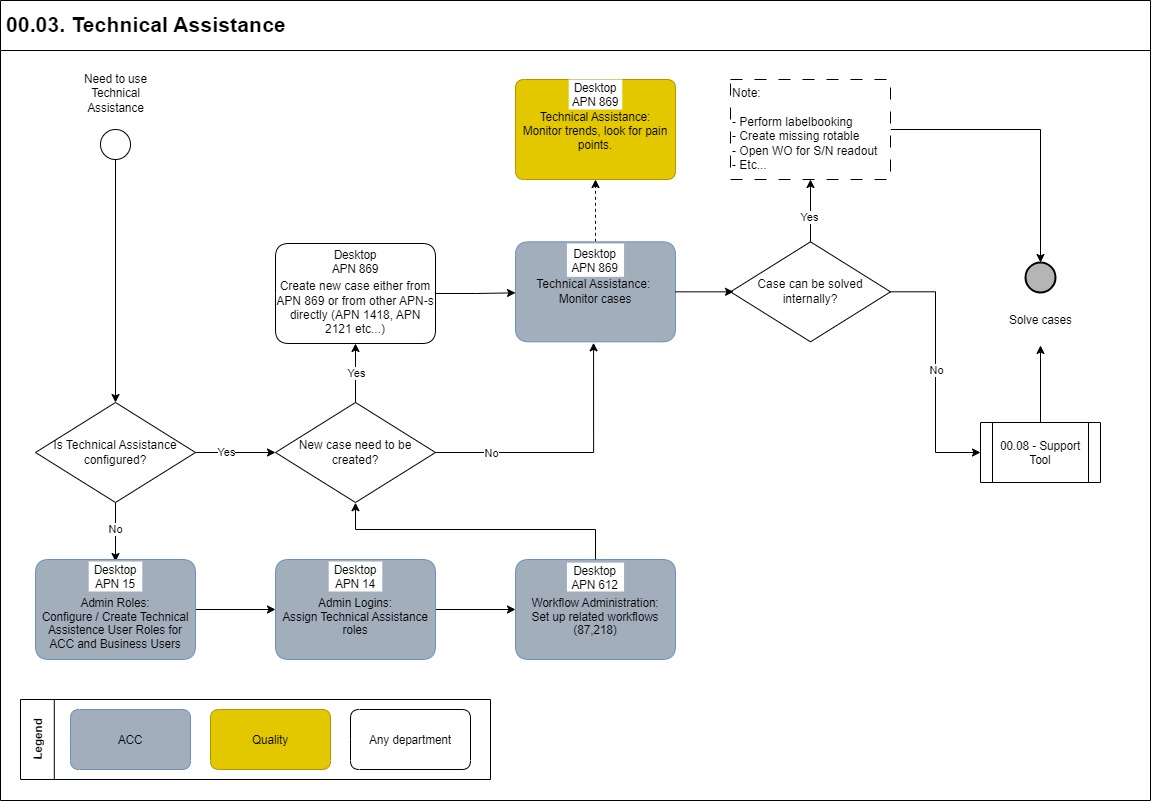 00.03. Technical Assistance
Need to use
Technical
Assistance
Desktop
APN 869
Technical Assistance:
Monitor trends, look for pain
points.
Note:
- Perform labelbooking
- Create missing rotable
- Open WO for S/N readout
- Etc...
Yes
Desktop
APN 869
Create new case either from
APN 869 or from other APN-s
directly (APN 1418, APN
2121 etc...)
Desktop
APN 869
Technical Assistance:
Monitor cases
Case can be solved
internally?
Solve cases
Yes
No
Is Technical Assistance
configured?
Yes
New case need to be
created?
No
00.08 - Support
Tool
No
Desktop
APN 15
Admin Roles:
Configure / Create Technical
Assistence User Roles for
ACC and Business Users
Desktop
APN 14
Admin Logins:
Assign Technical Assistance
roles
Desktop
APN 612
Workflow Administration:
Set up related workflows
(87,218)
Legend
ACC
Quality
Any department